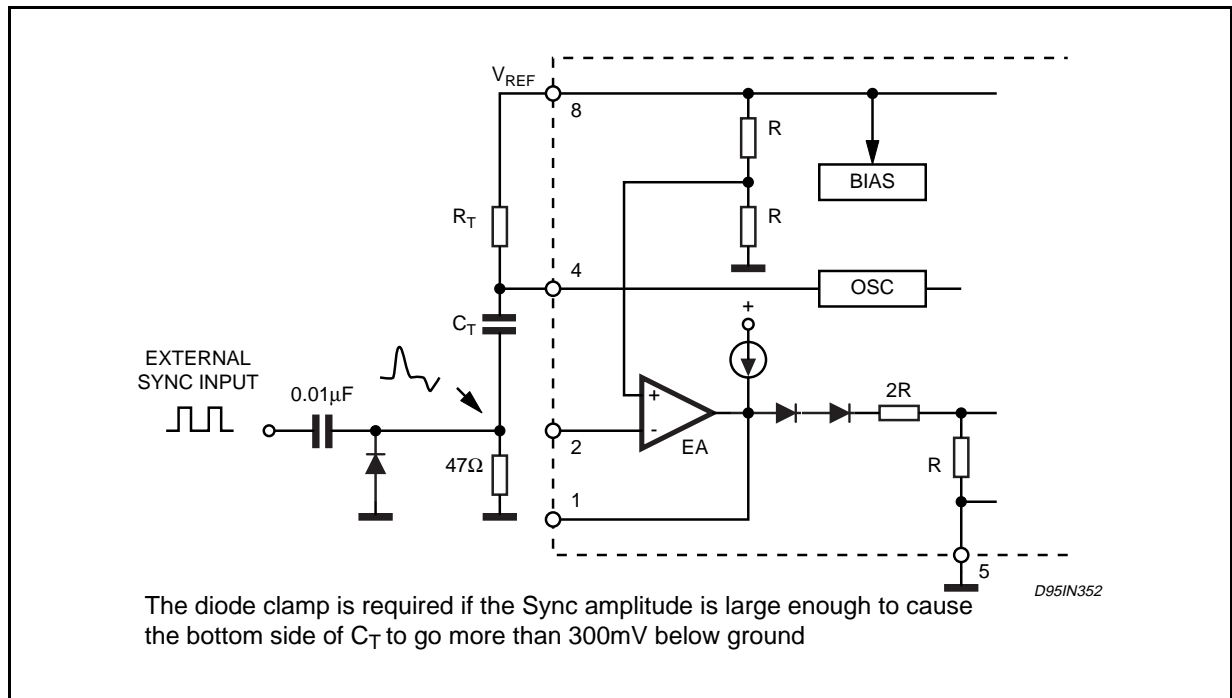 V_REF
8
R
BIAS
R_T
R
4
OSC
C_T
+
EXTERNAL
SYNC INPUT
0.01µF
2R
+
-
EA
2
47Ω
R
1
5
D95IN352
The diode clamp is required if the Sync amplitude is large enough to cause
the bottom side of C_T to go more than 300mV below ground